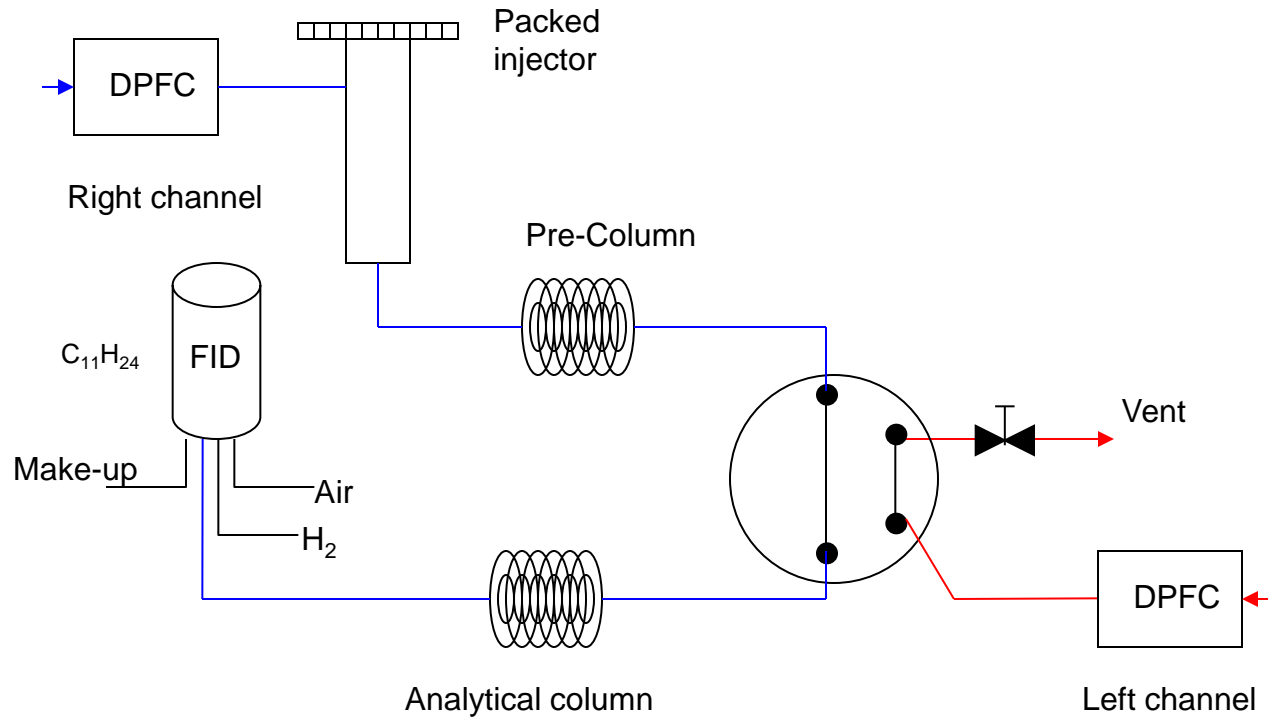 Packed
injector
DPFC
Right channel
Pre-Column
C₁₁H₂₄
FID
Vent
Make-up
Air
H₂
DPFC
Analytical column
Left channel